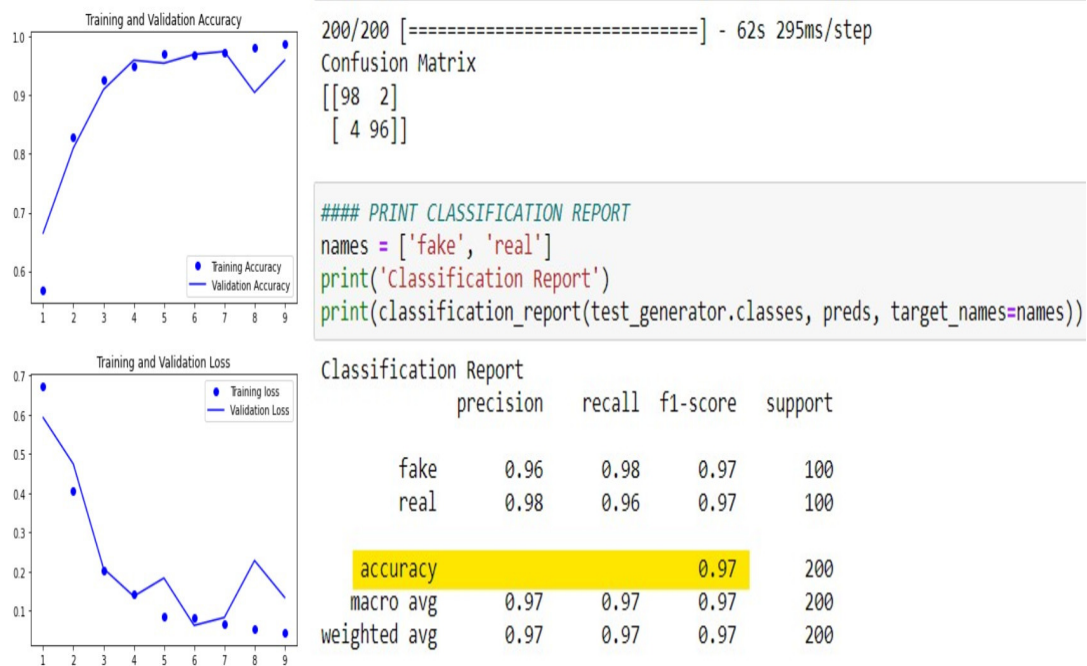 Training and Validation Accuracy
1.0
0.9
0.8
0.7
0.6
Training Accuracy
Validation Accuracy
1 2 3 4 5 6 7 8 9
Training and Validation Loss
0.7
0.6
0.5
0.4
0.3
0.2
0.1
Training loss
Validation Loss
1 2 3 4 5 6 7 8 9
200/200 [==============================] - 62s 295ms/step
Confusion Matrix
[[98  2]
 [ 4 96]]
#### PRINT CLASSIFICATION REPORT
names = ['fake', 'real']
print('Classification Report')
print(classification_report(test_generator.classes, preds, target_names=names))
Classification Report
precision recall f1-score support
fake 0.96 0.98 0.97 100
real 0.98 0.96 0.97 100
accuracy 0.97 200
macro avg 0.97 0.97 0.97 200
weighted avg 0.97 0.97 0.97 200